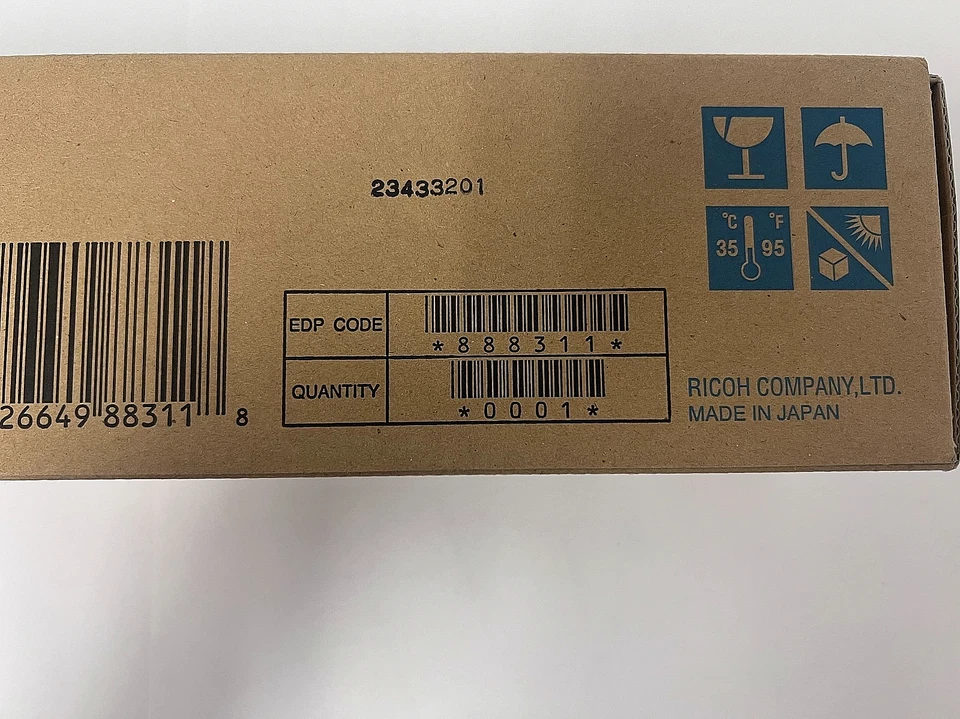 23433201
°C °F
35 95
EDP CODE
*888311*
QUANTITY
*0001*
26649 88311 8
RICOH COMPANY,LTD.
MADE IN JAPAN